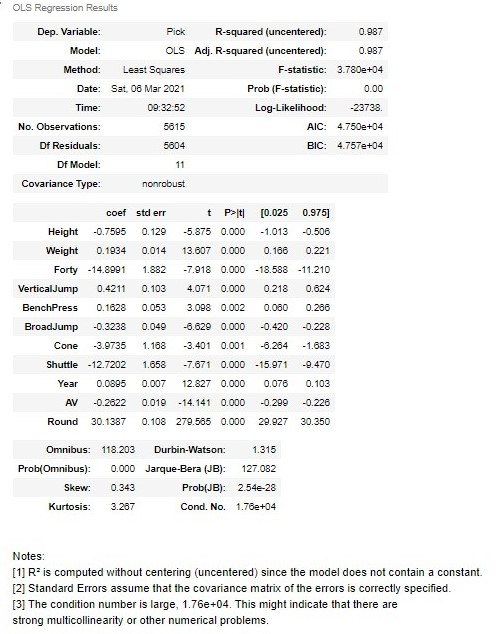 OLS Regression Results
Dep. Variable: Pick R-squared (uncentered): 0.987
Model: OLS Adj. R-squared (uncentered): 0.987
Method: Least Squares F-statistic: 3.780e+04
Date: Sat, 06 Mar 2021 Prob (F-statistic): 0.00
Time: 09:32:52 Log-Likelihood: -23738.
No. Observations: 5615 AIC: 4.750e+04
Df Residuals: 5604 BIC: 4.757e+04
Df Model: 11
Covariance Type: nonrobust
coef std err t P>|t| [0.025 0.975]
Height -0.7595 0.129 -5.875 0.000 -1.013 -0.506
Weight 0.1934 0.014 13.607 0.000 0.166 0.221
Forty -14.8991 1.882 -7.918 0.000 -18.588 -11.210
VerticalJump 0.4211 0.103 4.071 0.000 0.218 0.624
BenchPress 0.1628 0.053 3.098 0.002 0.060 0.266
BroadJump -0.3238 0.049 -6.629 0.000 -0.420 -0.228
Cone -3.9735 1.168 -3.401 0.001 -6.264 -1.683
Shuttle -12.7202 1.658 -7.671 0.000 -15.971 -9.470
Year 0.0895 0.007 12.827 0.000 0.076 0.103
AV -0.2622 0.019 -14.141 0.000 -0.299 -0.226
Round 30.1387 0.108 279.565 0.000 29.927 30.350
Omnibus: 118.203 Durbin-Watson: 1.315
Prob(Omnibus): 0.000 Jarque-Bera (JB): 127.082
Skew: 0.343 Prob(JB): 2.54e-28
Kurtosis: 3.267 Cond. No. 1.76e+04
Notes:
[1] R² is computed without centering (uncentered) since the model does not contain a constant.
[2] Standard Errors assume that the covariance matrix of the errors is correctly specified.
[3] The condition number is large, 1.76e+04. This might indicate that there are
strong multicollinearity or other numerical problems.